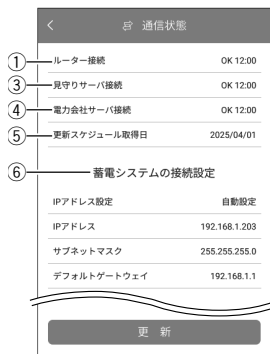 通信状態
① ルーター接続 OK 12:00
③ 見守りサーバ接続 OK 12:00
④ 電力会社サーバ接続 OK 12:00
⑤ 更新スケジュール取得日 2025/04/01
⑥ 蓄電システムの接続設定
IPアドレス設定 自動設定
IPアドレス 192.168.1.203
サブネットマスク 255.255.255.0
デフォルトゲートウェイ 192.168.1.1
更 新